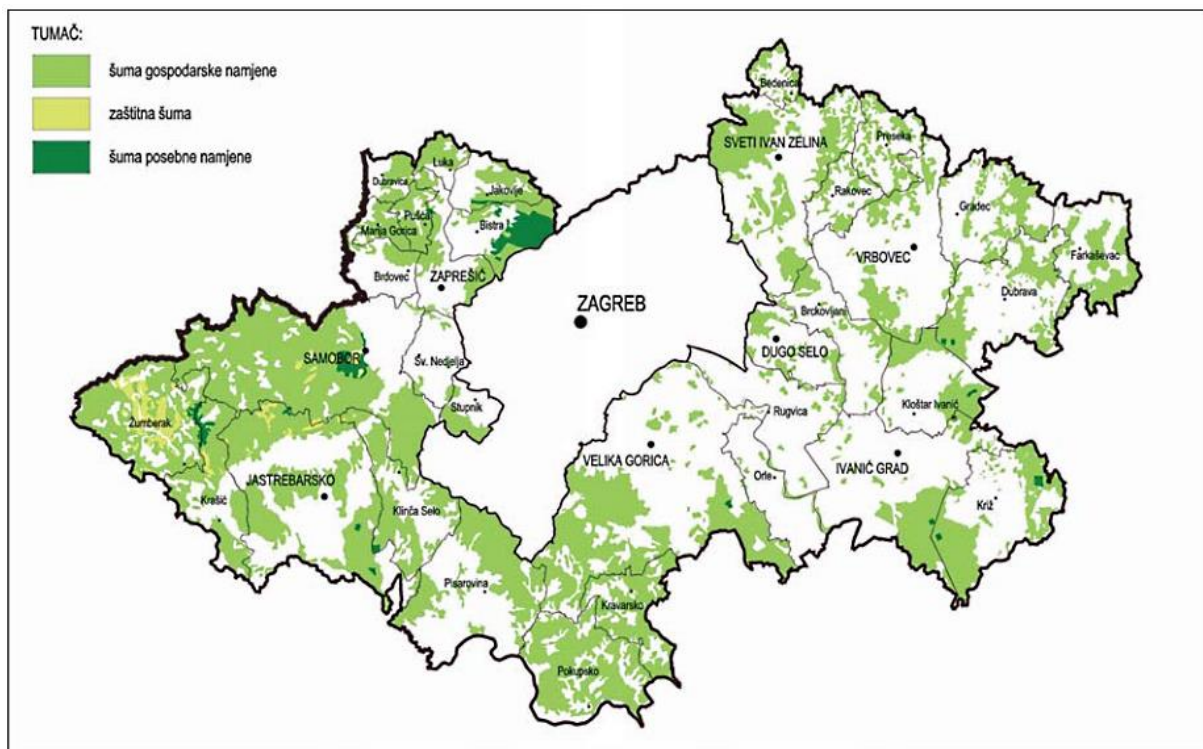 TUMAČ:
šuma gospodarske namjene
zaštitna šuma
šuma posebne namjene
Bedenica
SVETI IVAN ZELINA
Preseka
Luka
Dubravica
Jakovlje
Rakovec
Gradec
Pušća
Marija Gorica
Bistra
VRBOVEC
Farkaševac
Brdovec
ZAPREŠIĆ
Dubrava
ZAGREB
Brckovljani
DUGO SELO
SAMOBOR
Sv. Nedjelja
Stupnik
Kloštar Ivanić
Rugvica
Žumberak
VELIKA GORICA
IVANIĆ GRAD
Orle
JASTREBARSKO
Krašić
Klinča Selo
Križ
Pisarovina
Kravarsko
Pokupsko